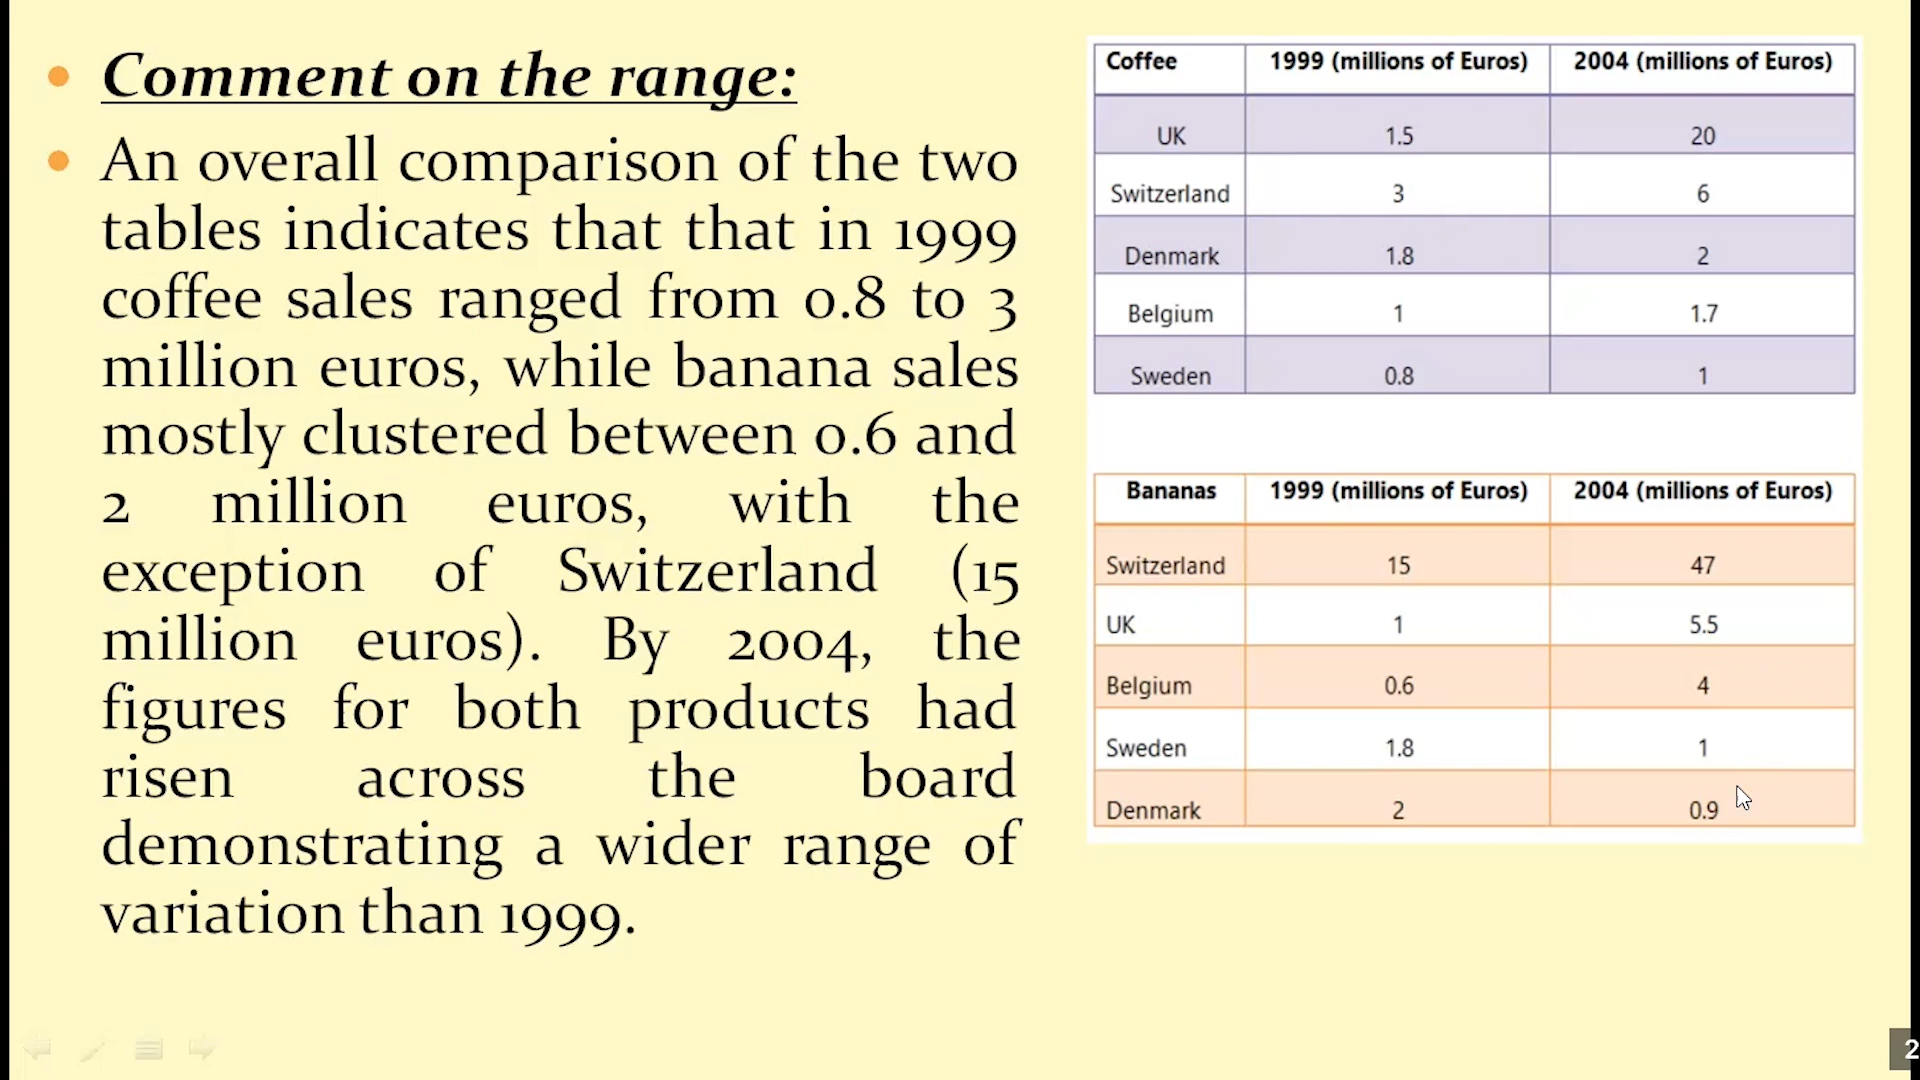 Comment on the range:
An overall comparison of the two
tables indicates that that in 1999
coffee sales ranged from 0.8 to 3
million euros, while banana sales
mostly clustered between 0.6 and
2 million euros, with the
exception of Switzerland (15
million euros). By 2004, the
figures for both products had
risen across the board
demonstrating a wider range of
variation than 1999.
Coffee 1999 (millions of Euros) 2004 (millions of Euros)
UK 1.5 20
Switzerland 3 6
Denmark 1.8 2
Belgium 1 1.7
Sweden 0.8 1
Bananas 1999 (millions of Euros) 2004 (millions of Euros)
Switzerland 15 47
UK 1 5.5
Belgium 0.6 4
Sweden 1.8 1
Denmark 2 0.9
2